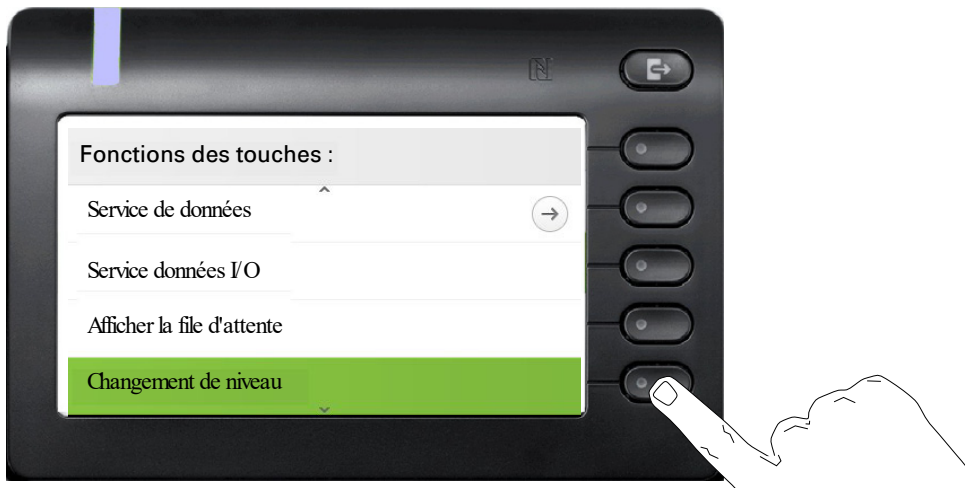 Fonctions des touches :
Service de données
Service données I/O
Afficher la file d'attente
Changement de niveau